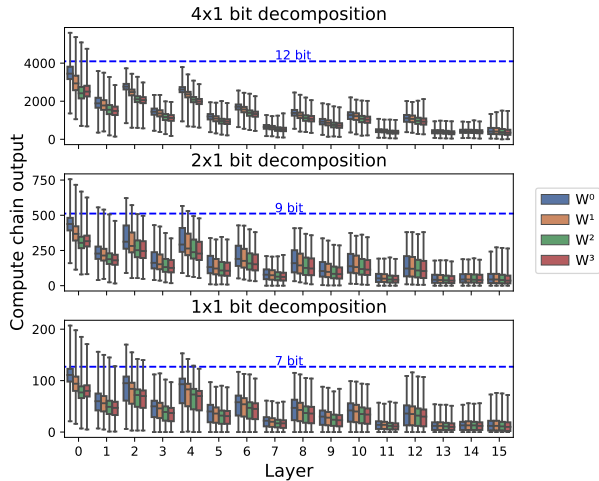 4x1 bit decomposition
12 bit
4000
2000
0
2x1 bit decomposition
9 bit
750
500
250
0
1x1 bit decomposition
7 bit
200
100
0
0 1 2 3 4 5 6 7 8 9 10 11 12 13 14 15
Layer
Compute chain output
W⁰
W¹
W²
W³